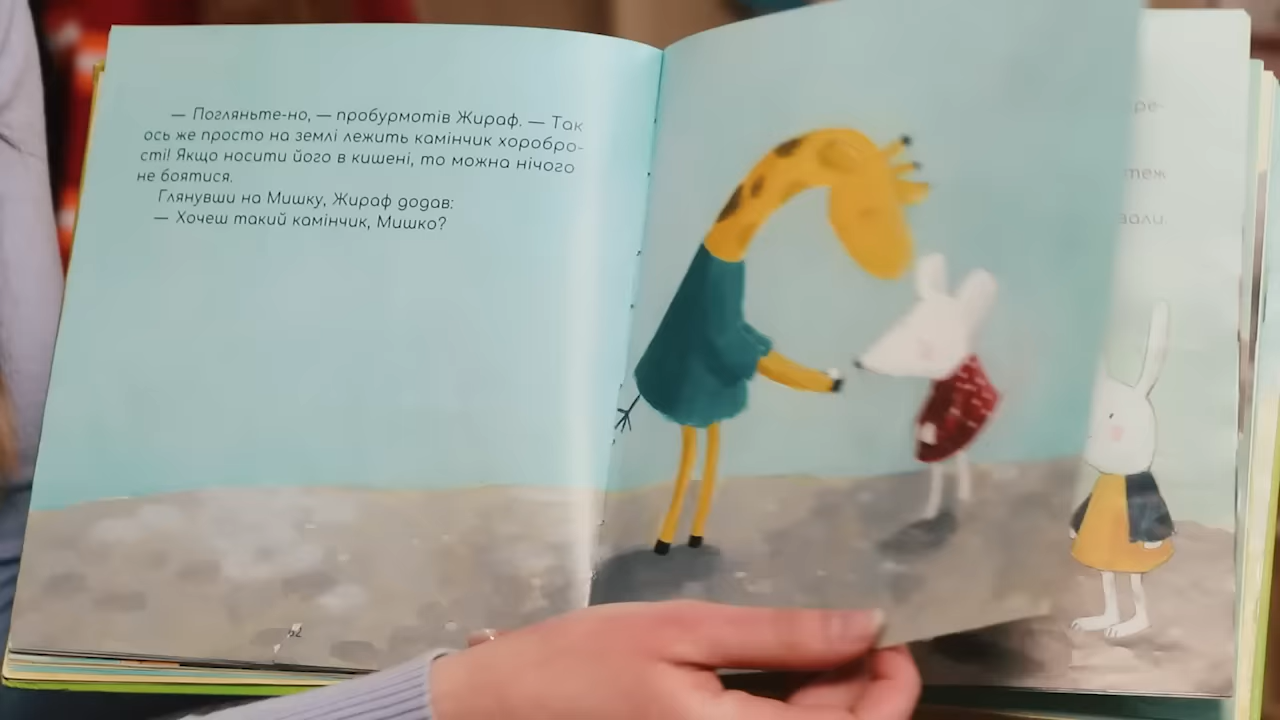 — Погляньте-но, — пробурмотів Жираф. — Так
ось же просто на землі лежить камінчик хоробро-
сті! Якщо носити його в кишені, то можна нічого
не боятися.
Глянувши на Мишку, Жираф додав:
— Хочеш такий камінчик, Мишко?